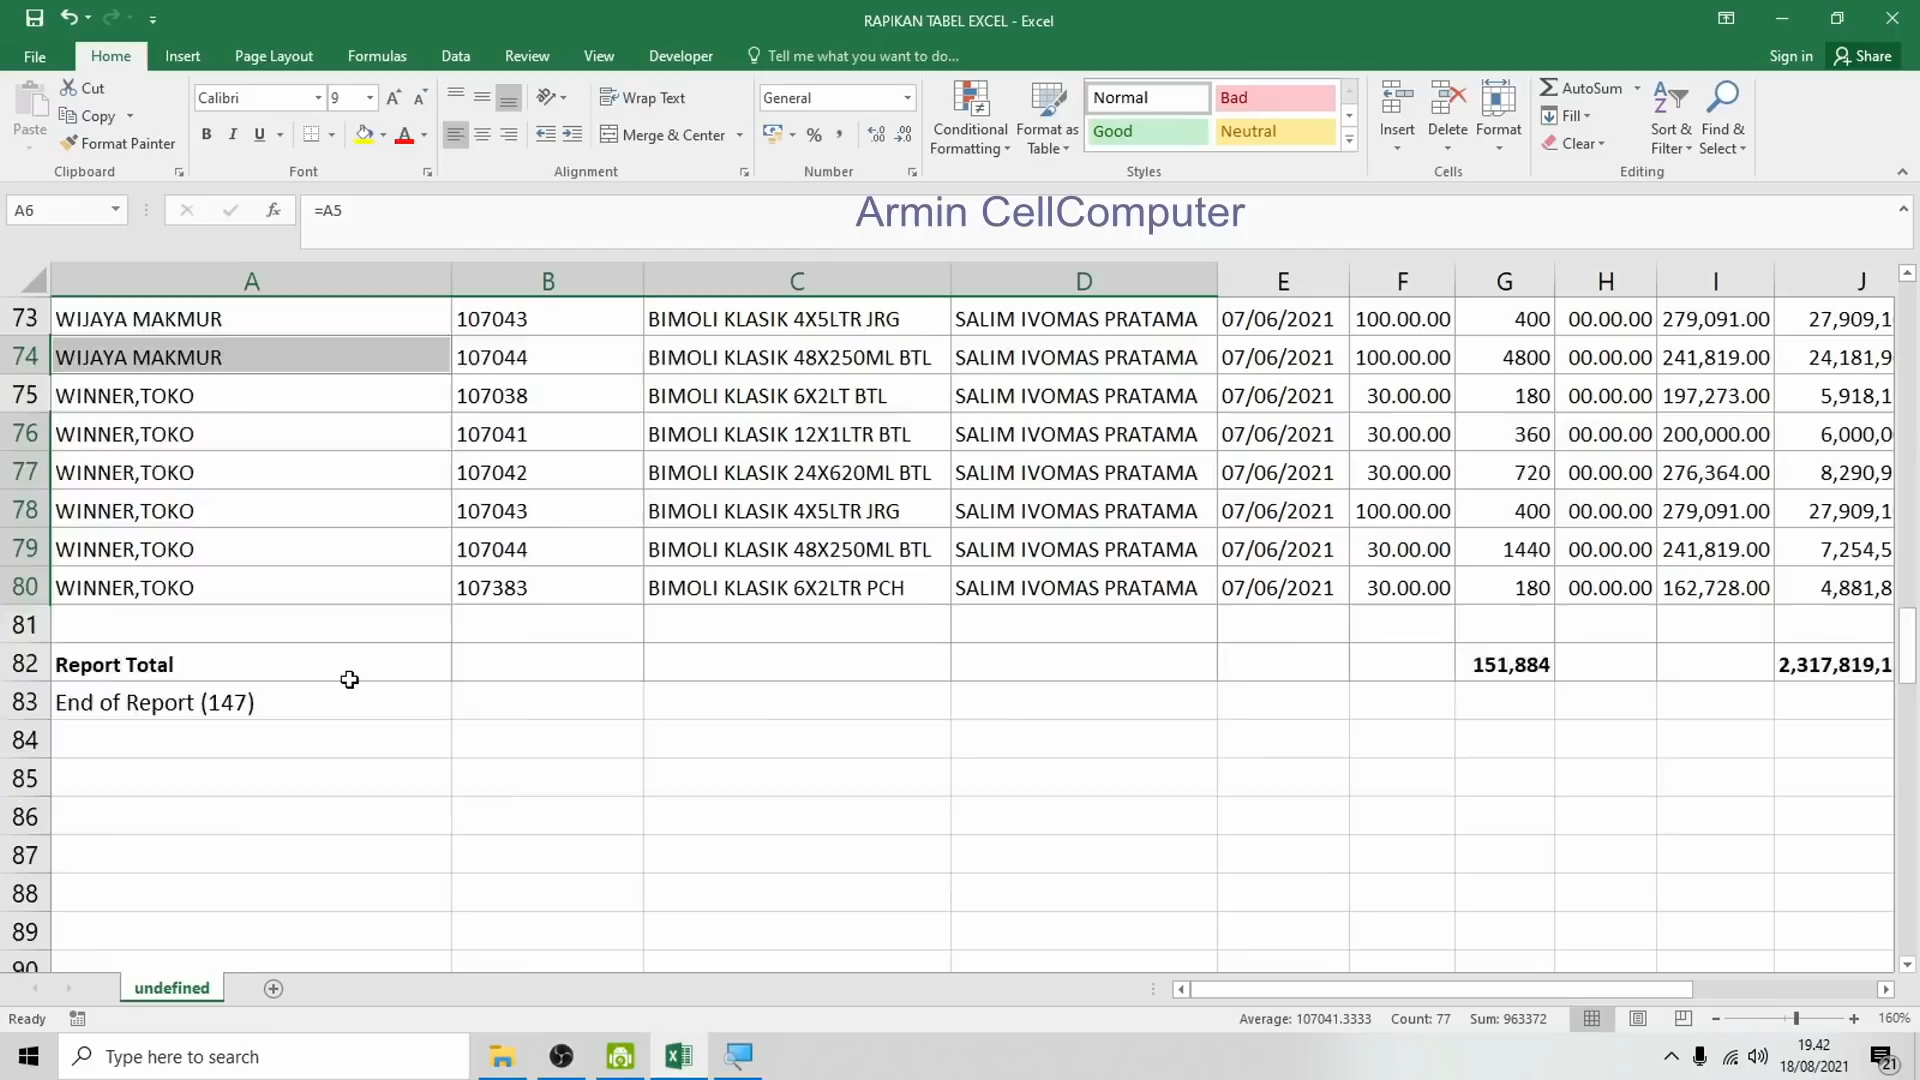 RAPIKAN TABEL EXCEL - Excel
File Home Insert Page Layout Formulas Data Review View Developer Tell me what you want to do... Sign in Share
Paste
Cut
Copy
Format Painter
Clipboard
Calibri 9
B I U
Font
Wrap Text
Merge & Center
Alignment
General
Number
Conditional Formatting
Format as Table
Normal Bad
Good Neutral
Styles
Insert Delete Format
Cells
AutoSum
Fill
Clear
Sort & Filter
Find & Select
Editing
A6 fx =A5
Armin CellComputer
A B C D E F G H I J
73 WIJAYA MAKMUR 107043 BIMOLI KLASIK 4X5LTR JRG SALIM IVOMAS PRATAMA 07/06/2021 100.00.00 400 00.00.00 279,091.00 27,909,1
74 WIJAYA MAKMUR 107044 BIMOLI KLASIK 48X250ML BTL SALIM IVOMAS PRATAMA 07/06/2021 100.00.00 4800 00.00.00 241,819.00 24,181,9
75 WINNER,TOKO 107038 BIMOLI KLASIK 6X2LT BTL SALIM IVOMAS PRATAMA 07/06/2021 30.00.00 180 00.00.00 197,273.00 5,918,1
76 WINNER,TOKO 107041 BIMOLI KLASIK 12X1LTR BTL SALIM IVOMAS PRATAMA 07/06/2021 30.00.00 360 00.00.00 200,000.00 6,000,0
77 WINNER,TOKO 107042 BIMOLI KLASIK 24X620ML BTL SALIM IVOMAS PRATAMA 07/06/2021 30.00.00 720 00.00.00 276,364.00 8,290,9
78 WINNER,TOKO 107043 BIMOLI KLASIK 4X5LTR JRG SALIM IVOMAS PRATAMA 07/06/2021 100.00.00 400 00.00.00 279,091.00 27,909,1
79 WINNER,TOKO 107044 BIMOLI KLASIK 48X250ML BTL SALIM IVOMAS PRATAMA 07/06/2021 30.00.00 1440 00.00.00 241,819.00 7,254,5
80 WINNER,TOKO 107383 BIMOLI KLASIK 6X2LTR PCH SALIM IVOMAS PRATAMA 07/06/2021 30.00.00 180 00.00.00 162,728.00 4,881,8
81
82 Report Total 151,884 2,317,819,1
83 End of Report (147)
84
85
86
87
88
89
90
undefined
Ready Average: 107041.3333 Count: 77 Sum: 963372 160%
Type here to search
19.42
18/08/2021
21